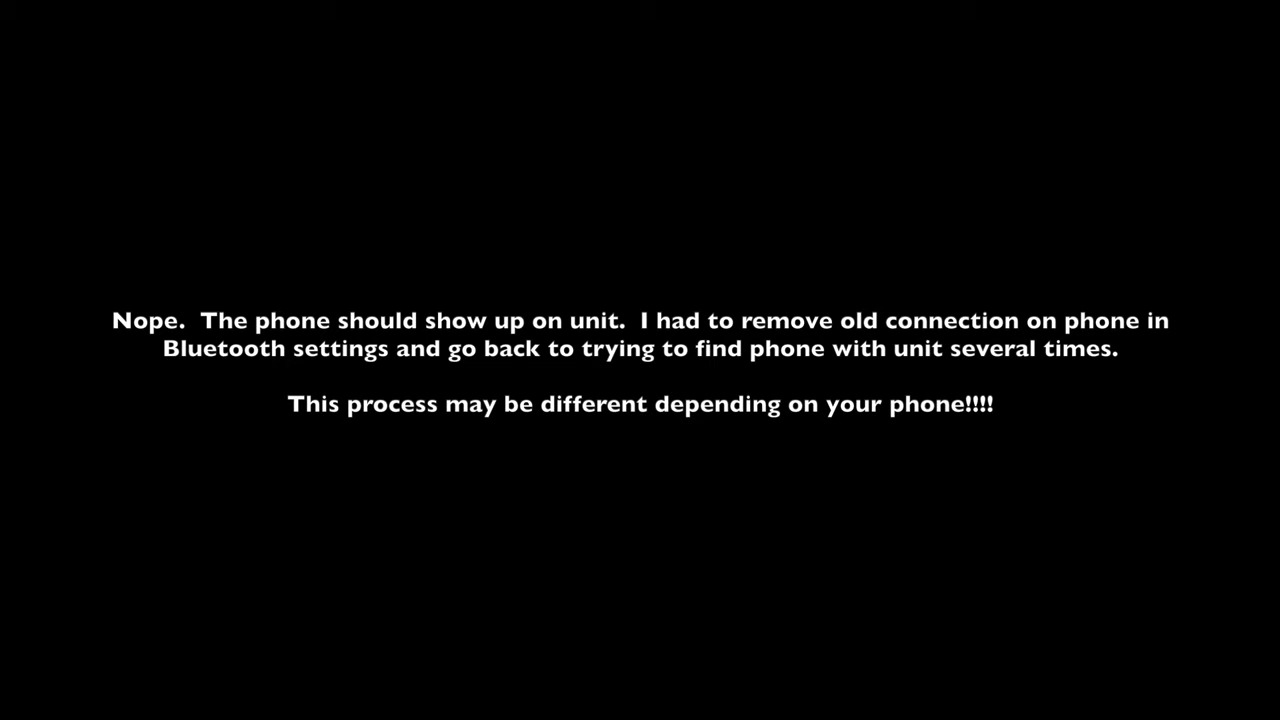 Nope.  The phone should show up on unit.  I had to remove old connection on phone in
Bluetooth settings and go back to trying to find phone with unit several times.
This process may be different depending on your phone!!!!